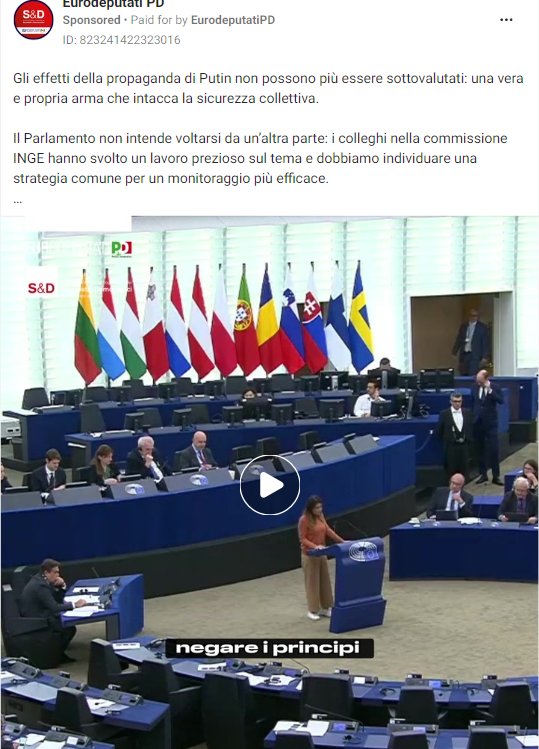 Eurodeputati PD
S&D
Sponsored • Paid for by EurodeputatiPD
ID: 823241422323016
Gli effetti della propaganda di Putin non possono più essere sottovalutati: una vera
e propria arma che intacca la sicurezza collettiva.
Il Parlamento non intende voltarsi da un’altra parte: i colleghi nella commissione
INGE hanno svolto un lavoro prezioso sul tema e dobbiamo individuare una
strategia comune per un monitoraggio più efficace.
...
PD
S&D
negare i principi